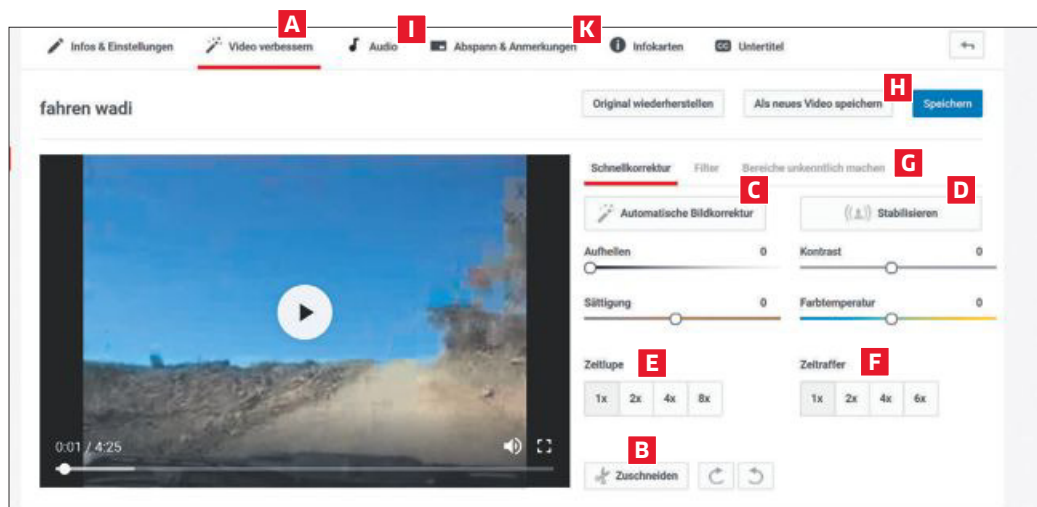 A I K
Infos & Einstellungen Video verbessern Audio Abspann & Anmerkungen Infokarten CC Untertitel
H
fahren wadi Original wiederherstellen Als neues Video speichern Speichern
Schnellkorrektur Filter Bereiche unkenntlich machen G
C D
Automatische Bildkorrektur Stabilisieren
Aufhellen 0 Kontrast 0
Sättigung 0 Farbtemperatur 0
Zeitlupe E Zeitraffer F
1x 2x 4x 8x 1x 2x 4x 6x
0:01 / 4:25
B
Zuschneiden